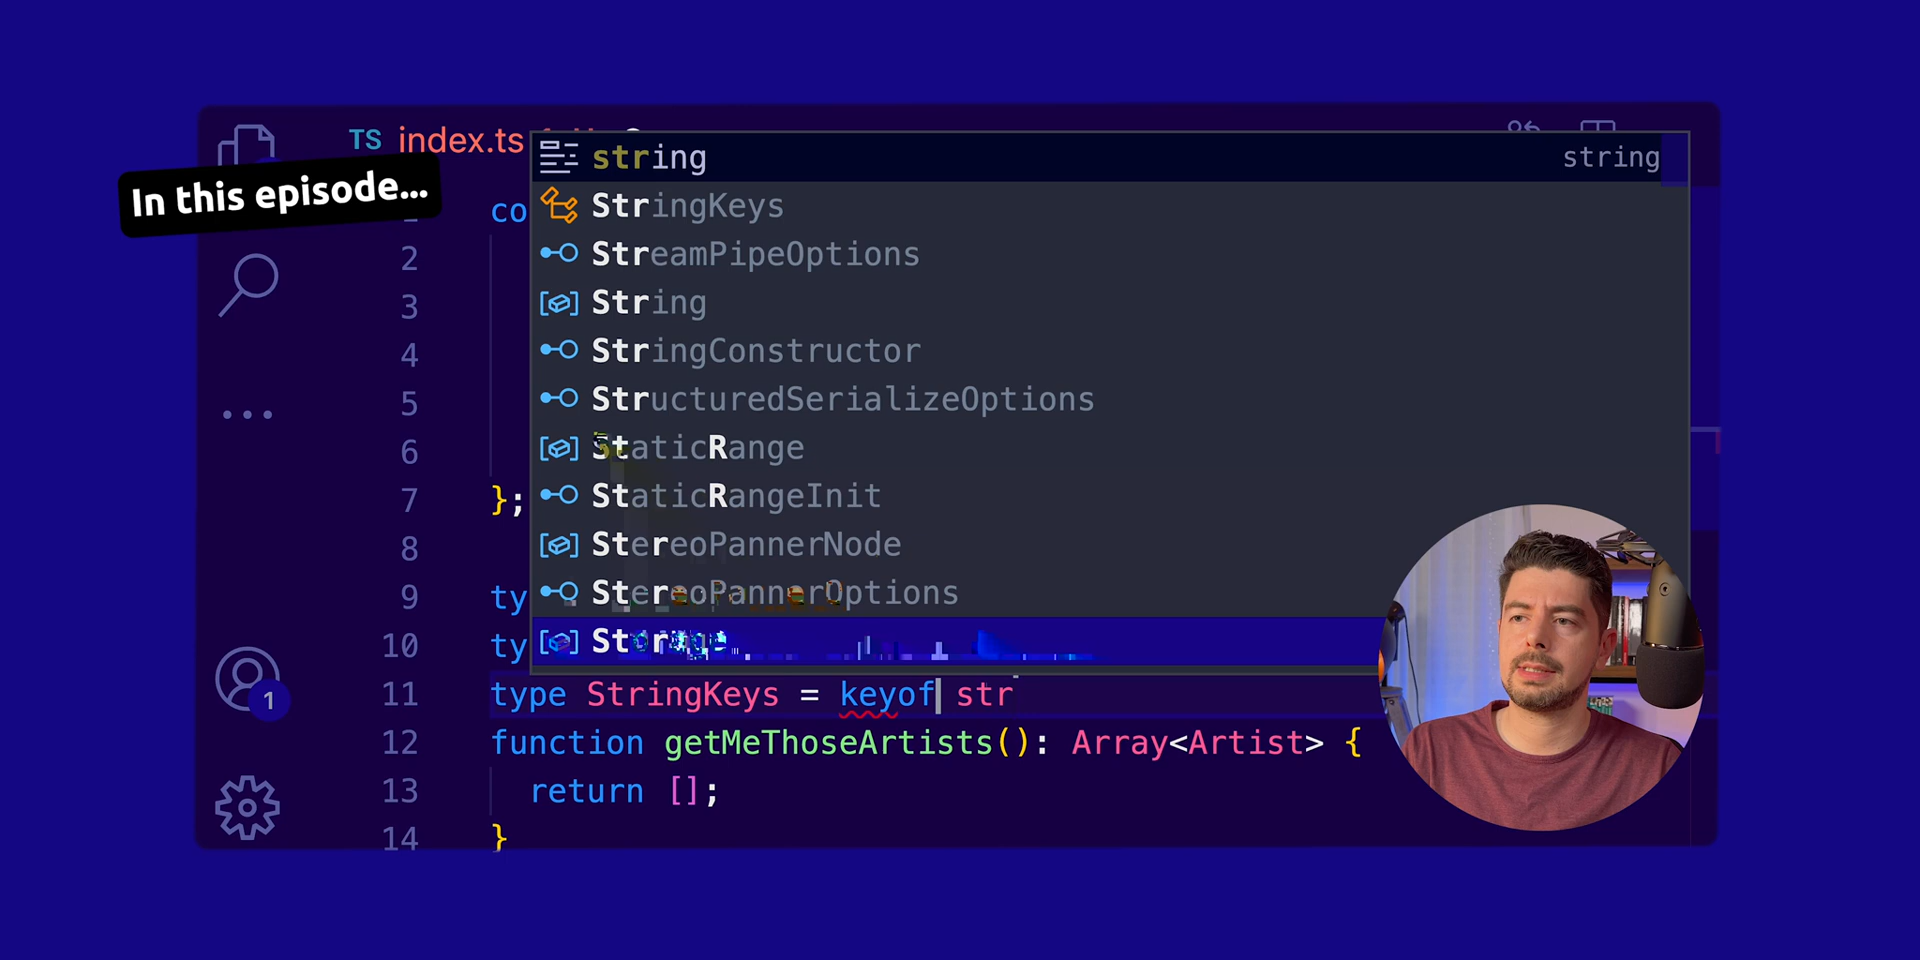 TS index.ts
In this episode...
co
string string
StringKeys
2
StreamPipeOptions
3
String
4
StringConstructor
5
StructuredSerializeOptions
6
StaticRange
7 };
StaticRangeInit
8
StereoPannerNode
9 ty
StereoPannerOptions
10 ty
11 type StringKeys = keyof str
12 function getMeThoseArtists(): Array<Artist> {
1
13 return [];
14 }